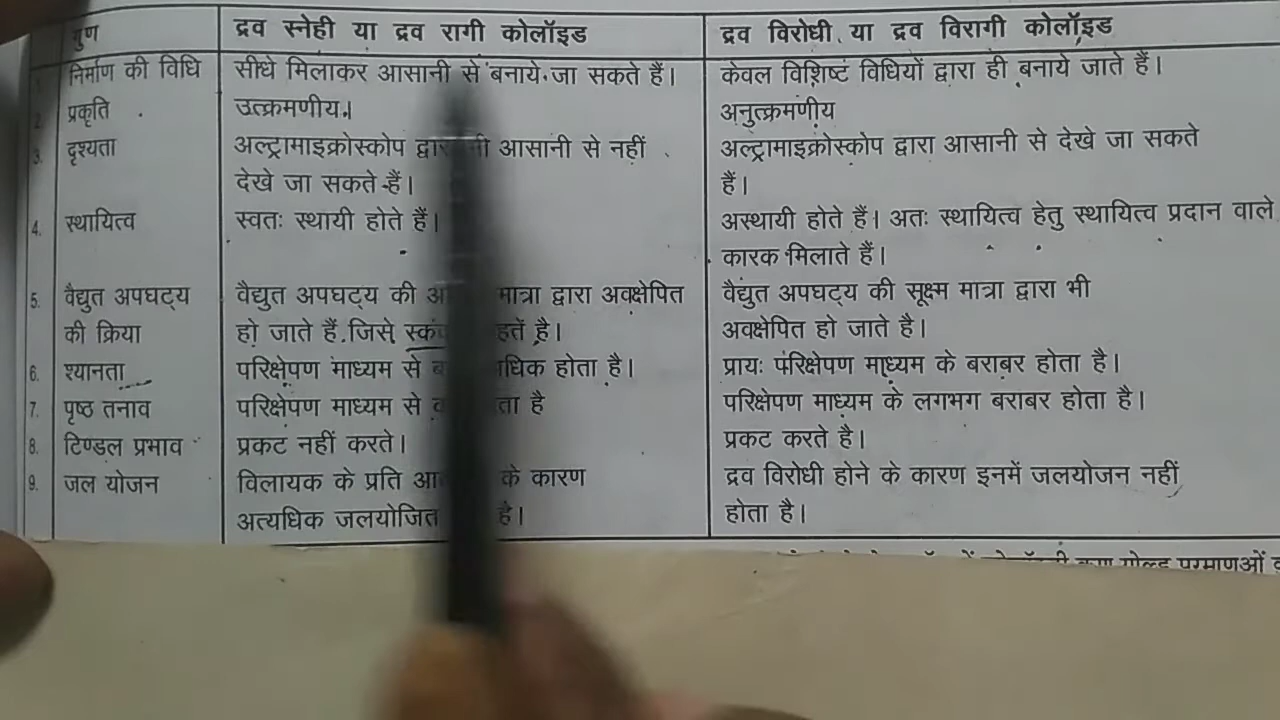 गुण द्रव स्नेही या द्रव रागी कोलॉइड द्रव विरोधी या द्रव विरागी कोलॉइड
1. निर्माण की विधि सीधे मिलाकर आसानी से बनाये जा सकते हैं। केवल विशिष्ट विधियों द्वारा ही बनाये जाते हैं।
2. प्रकृति उत्क्रमणीय। अनुत्क्रमणीय
3. दृश्यता अल्ट्रामाइक्रोस्कोप आसानी से नहीं अल्ट्रामाइक्रोस्कोप द्वारा आसानी से देखे जा सकते
देखे जा सकते हैं। हैं।
4. स्थायित्व स्वतः स्थायी होते हैं। अस्थायी होते हैं। अतः स्थायित्व हेतु स्थायित्व प्रदान वाले
कारक मिलाते हैं।
5. वैद्युत अपघट्य वैद्युत अपघट्य की मात्रा द्वारा अवक्षेपित वैद्युत अपघट्य की सूक्ष्म मात्रा द्वारा भी
की क्रिया हो जाते हैं जिसे है। अवक्षेपित हो जाते है।
6. श्यानता परिक्षेपण माध्यम से होता है। प्रायः परिक्षेपण माध्यम के बराबर होता है।
7. पृष्ठ तनाव परिक्षेपण माध्यम से है परिक्षेपण माध्यम के लगभग बराबर होता है।
8. टिण्डल प्रभाव प्रकट नहीं करते। प्रकट करते है।
9. जल योजन विलायक के प्रति के कारण द्रव विरोधी होने के कारण इनमें जलयोजन नहीं
अत्यधिक जलयोजित है। होता है।